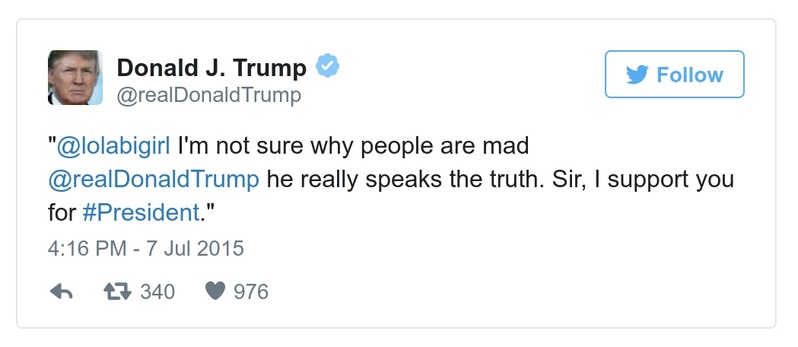 Donald J. Trump
@realDonaldTrump
Follow
"@lolabigirl I'm not sure why people are mad
@realDonaldTrump he really speaks the truth. Sir, I support you
for #President."
4:16 PM - 7 Jul 2015
340 976